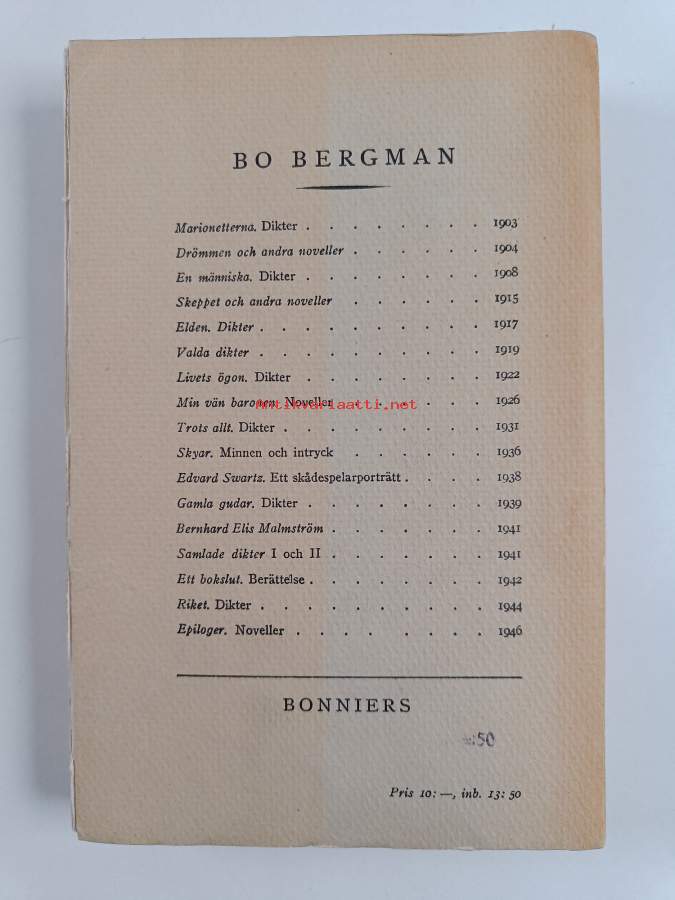 BO BERGMAN
Marionetterna. Dikter . . . . . . . . 1903
Drömmen och andra noveller . . . . . . 1904
En människa. Dikter . . . . . . . . 1908
Skeppet och andra noveller . . . . . . 1915
Elden. Dikter . . . . . . . . . . 1917
Valda dikter . . . . . . . . . . 1919
Livets ögon. Dikter . . . . . . . . 1922
Min vän baronen. Noveller . . . . . . 1926
antikvariaatti.net
Trots allt. Dikter . . . . . . . . . 1931
Skyar. Minnen och intryck . . . . . . 1936
Edvard Swartz. Ett skådespelarporträtt . . . . 1938
Gamla gudar. Dikter . . . . . . . . 1939
Bernhard Elis Malmström . . . . . . . 1941
Samlade dikter I och II . . . . . . . 1941
Ett bokslut. Berättelse . . . . . . . . 1942
Riket. Dikter . . . . . . . . . . 1944
Epiloger. Noveller . . . . . . . . 1946
BONNIERS
:50
Pris 10: —, inb. 13: 50